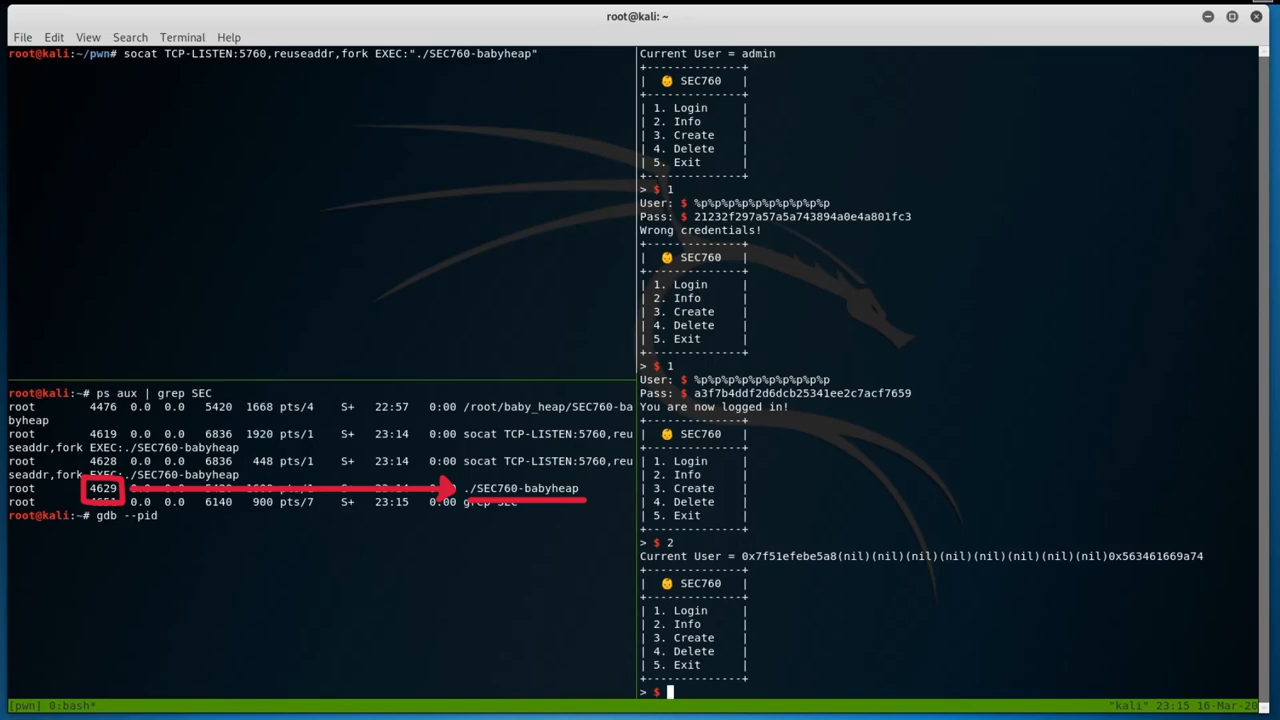 root@kali: ~
File Edit View Search Terminal Help
root@kali:~/pwn# socat TCP-LISTEN:5760,reuseaddr,fork EXEC:"./SEC760-babyheap"
root@kali:~# ps aux | grep SEC
root 4476 0.0 0.0 5420 1668 pts/4 S+ 22:57 0:00 /root/baby_heap/SEC760-ba
byheap
root 4619 0.0 0.0 6836 1920 pts/1 S+ 23:14 0:00 socat TCP-LISTEN:5760,reu
seaddr,fork EXEC:./SEC760-babyheap
root 4628 0.0 0.0 6836 448 pts/1 S+ 23:14 0:00 socat TCP-LISTEN:5760,reu
seaddr,fork EXEC:./SEC760-babyheap
root 4629 pts/1 S+ ./SEC760-babyheap
root 0.0 0.0 6140 900 pts/7 S+ 23:15 0:00 grep SEC
root@kali:~# gdb --pid
Current User = admin
+--------------+
| 👶 SEC760 |
+--------------+
| 1. Login |
| 2. Info |
| 3. Create |
| 4. Delete |
| 5. Exit |
+--------------+
> $ 1
User: $ %p%p%p%p%p%p%p%p%p%p
Pass: $ 21232f297a57a5a743894a0e4a801fc3
Wrong credentials!
+--------------+
| 👶 SEC760 |
+--------------+
| 1. Login |
| 2. Info |
| 3. Create |
| 4. Delete |
| 5. Exit |
+--------------+
> $ 1
User: $ %p%p%p%p%p%p%p%p%p%p
Pass: $ a3f7b4ddf2d6dcb25341ee2c7acf7659
You are now logged in!
+--------------+
| 👶 SEC760 |
+--------------+
| 1. Login |
| 2. Info |
| 3. Create |
| 4. Delete |
| 5. Exit |
+--------------+
> $ 2
Current User = 0x7f51efebe5a8(nil)(nil)(nil)(nil)(nil)(nil)(nil)(nil)0x563461669a74
+--------------+
| 👶 SEC760 |
+--------------+
| 1. Login |
| 2. Info |
| 3. Create |
| 4. Delete |
| 5. Exit |
+--------------+
> $
[pwn] 0:bash* "kali" 23:15 16-Mar-20